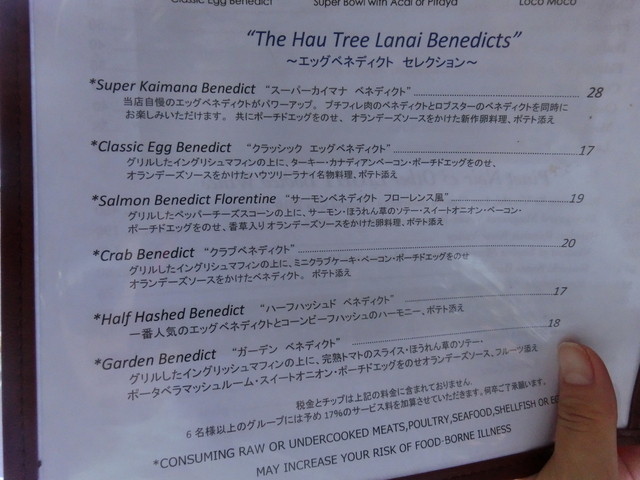 Classic Egg Benedict Super Bowl with Acai or Pitaya Loco Moco
“The Hau Tree Lanai Benedicts”
～エッグベネディクト セレクション～
*Super Kaimana Benedict “スーパーカイマナ ベネディクト” 28
当店自慢のエッグベネディクトがパワーアップ。 プチフィレ肉のベネディクトとロブスターのベネディクトを同時に
お楽しみいただけます。 共にポーチドエッグをのせ、 オランデーズソースをかけた新作卵料理、ポテト添え
*Classic Egg Benedict “クラッシック エッグベネディクト” 17
グリルしたイングリシュマフィンの上に、ターキー・カナディアンベーコン・ポーチドエッグをのせ、
オランデーズソースをかけたハウツリーラナイ名物料理、ポテト添え
*Salmon Benedict Florentine “サーモンベネディクト フローレンス風” 19
グリルしたペッパーチーズスコーンの上に、サーモン・ほうれん草のソテー・スイートオニオン・ベーコン・
ポーチドエッグをのせ、香草入りオランデーズソースをかけた卵料理、ポテト添え
*Crab Benedict “クラブベネディクト” 20
グリルしたイングリシュマフィンの上に、ミニクラブケーキ・ベーコン・ポーチドエッグをのせ
オランデーズソースをかけたベネディクト。 ポテト添え
*Half Hashed Benedict “ハーフハッシュド ベネディクト” 17
一番人気のエッグベネディクトとコーンビーフハッシュのハーモニー、ポテト添え
*Garden Benedict “ガーデン ベネディクト” 18
グリルしたイングリッシュマフィンの上に、完熟トマトのスライス・ほうれん草のソテー・
ポータベラマッシュルーム・スイートオニオン・ポーチドエッグをのせオランデーズソース、フルーツ添え
税金とチップは上記の料金に含まれておりません.
6 名様以上のグループには予め 17%のサービス料を加算させていただきます。何卒ご了承願います。
*CONSUMING RAW OR UNDERCOOKED MEATS,POULTRY,SEAFOOD,SHELLFISH OR
MAY INCREASE YOUR RISK OF FOOD-BORNE ILLNESS